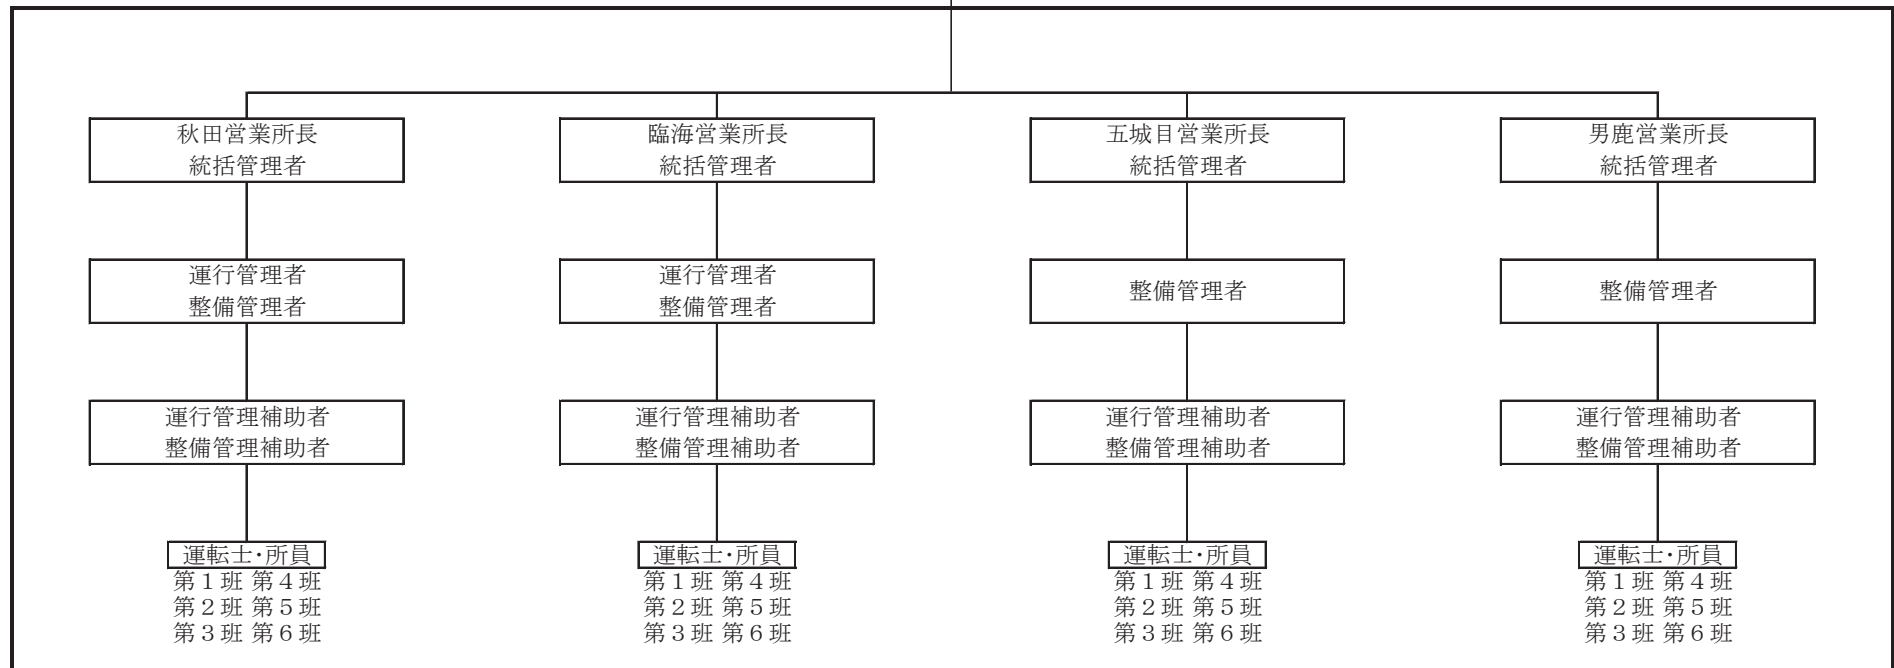 秋田営業所長
統括管理者
臨海営業所長
統括管理者
五城目営業所長
統括管理者
男鹿営業所長
統括管理者
運行管理者
整備管理者
運行管理者
整備管理者
整備管理者
整備管理者
運行管理補助者
整備管理補助者
運行管理補助者
整備管理補助者
運行管理補助者
整備管理補助者
運行管理補助者
整備管理補助者
運転士・所員
第１班 第４班
第２班 第５班
第３班 第６班
運転士・所員
第１班 第４班
第２班 第５班
第３班 第６班
運転士・所員
第１班 第４班
第２班 第５班
第３班 第６班
運転士・所員
第１班 第４班
第２班 第５班
第３班 第６班